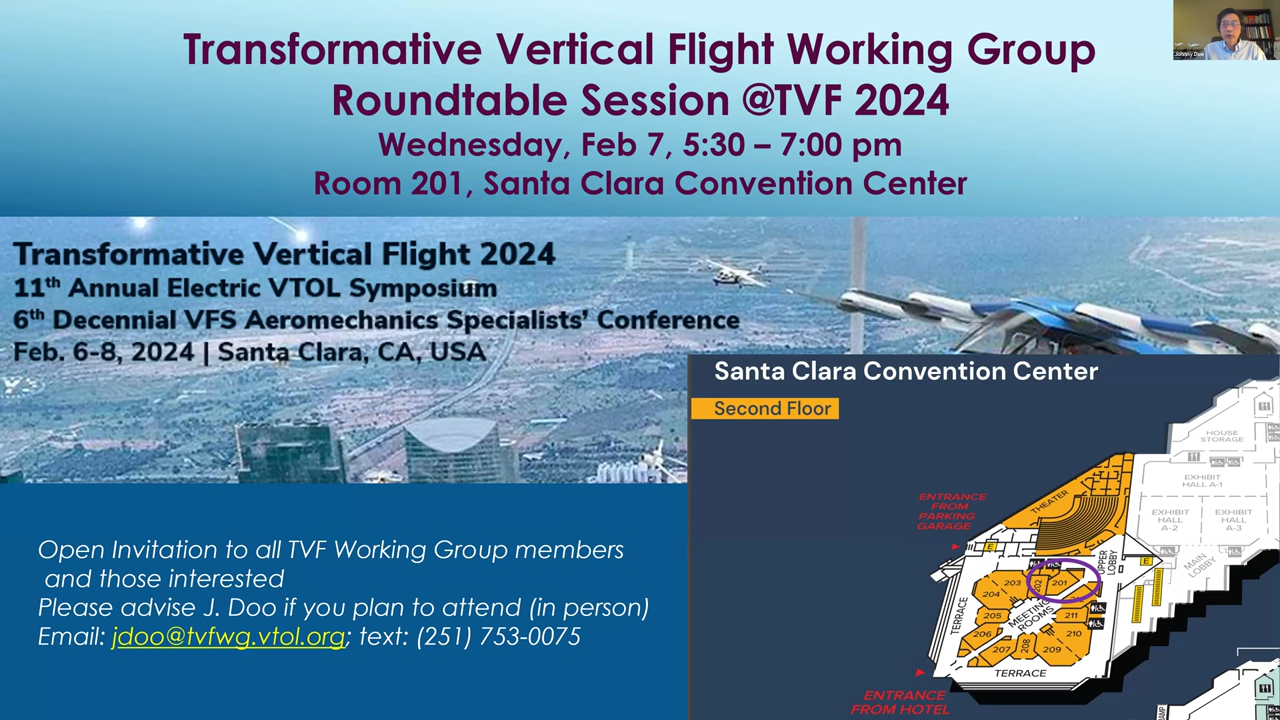 Transformative Vertical Flight Working Group
Roundtable Session @TVF 2024
Wednesday, Feb 7, 5:30 – 7:00 pm
Room 201, Santa Clara Convention Center
Johnny Doo
Transformative Vertical Flight 2024
11th Annual Electric VTOL Symposium
6th Decennial VFS Aeromechanics Specialists' Conference
Feb. 6-8, 2024 | Santa Clara, CA, USA
Open Invitation to all TVF Working Group members
and those interested
Please advise J. Doo if you plan to attend (in person)
Email: jdoo@tvfwg.vtol.org; text: (251) 753-0075
Santa Clara Convention Center
Second Floor
HOUSE
STORAGE
EXHIBIT
HALL A-1
EXHIBIT
HALL
A-2
EXHIBIT
HALL
A-3
MAIN
LOBBY
THEATER
ENTRANCE
FROM
PARKING
GARAGE
UPPER
LOBBY
E
E
203
202
201
204
205
MEETING
ROOMS
211
206
210
207
208
209
TERRACE
TERRACE
ENTRANCE
FROM HOTEL